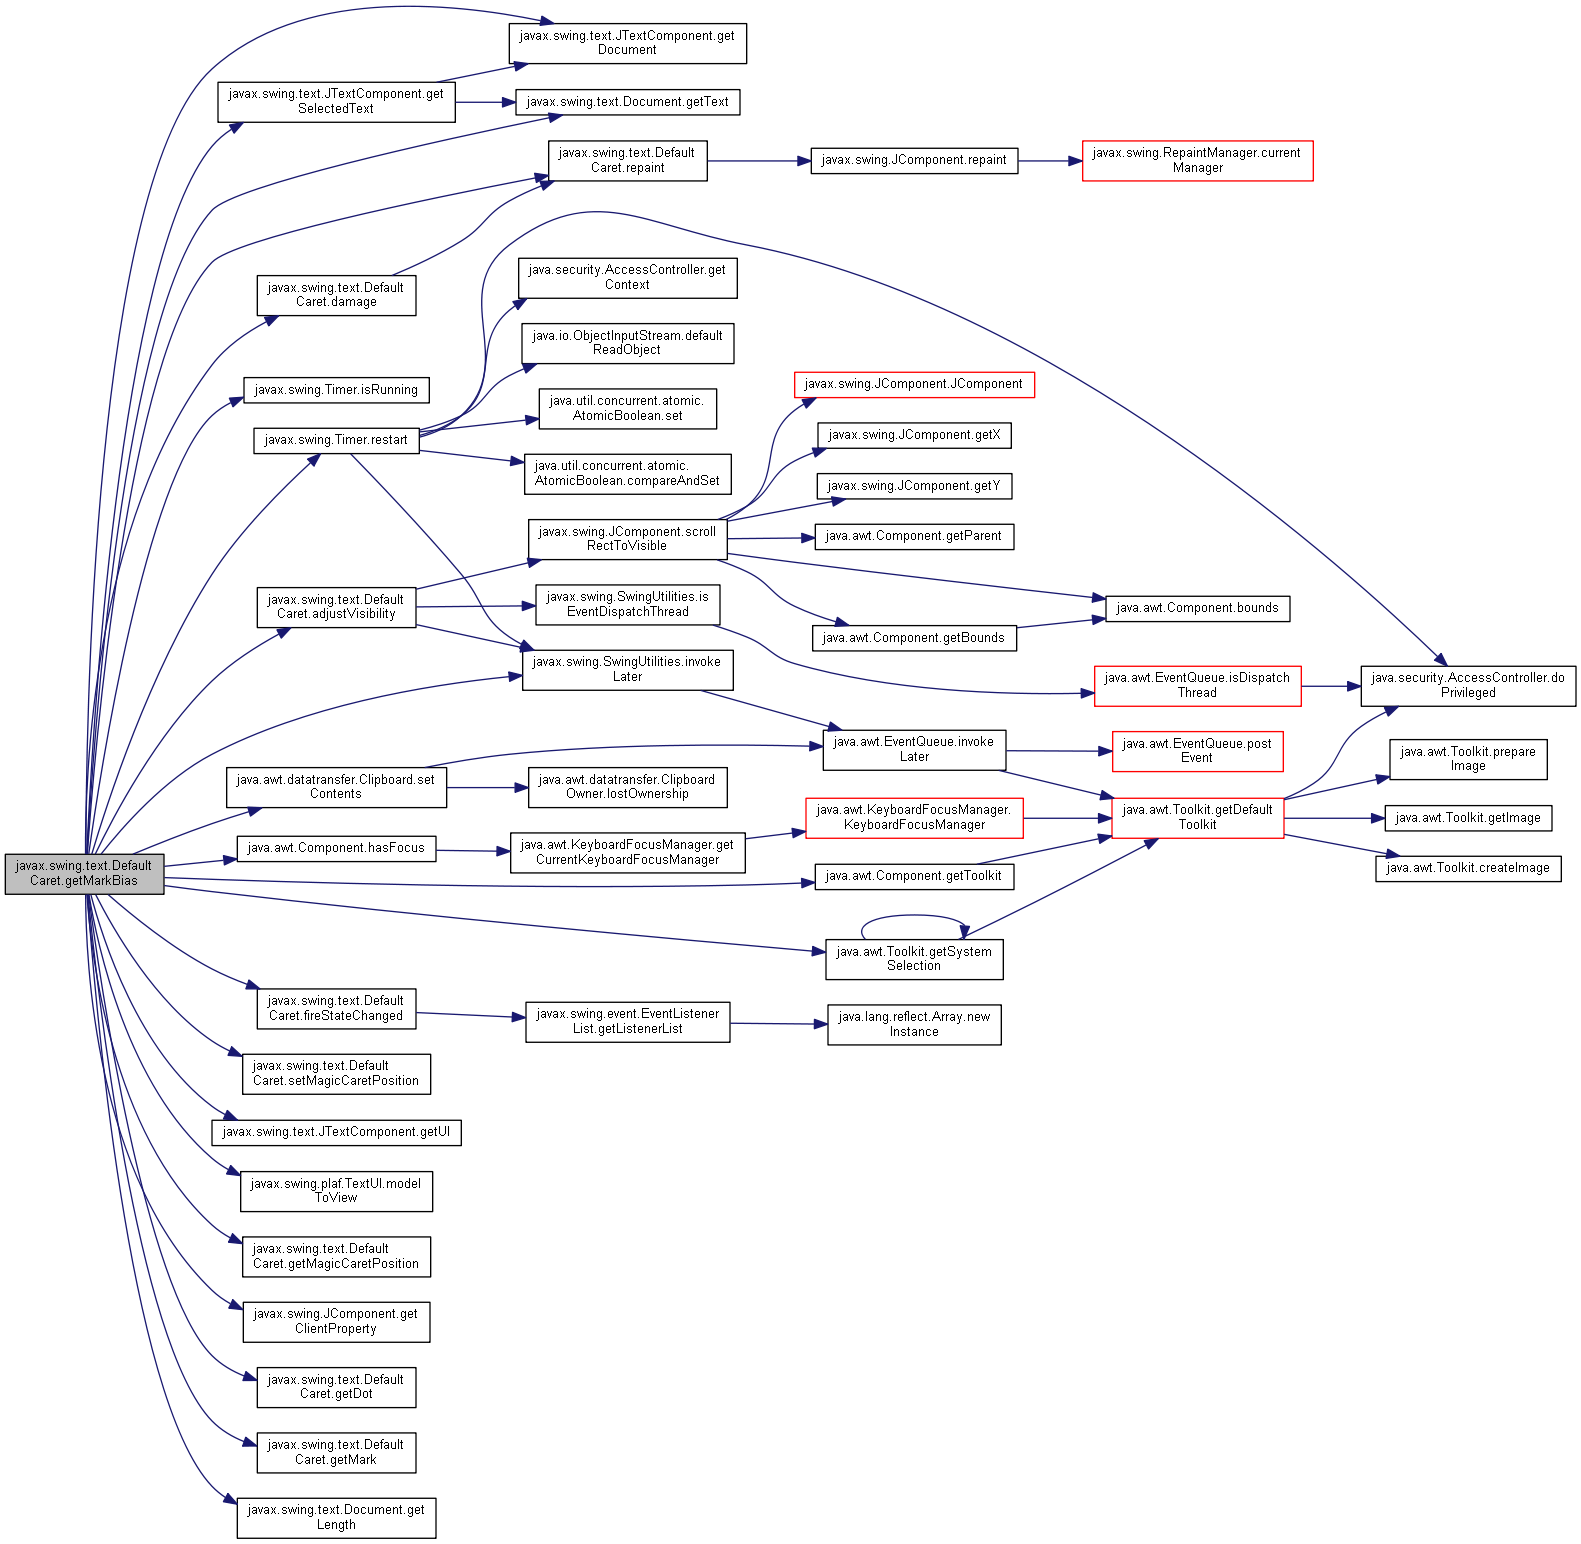 javax.swing.text.JTextComponent.get
Document
javax.swing.text.JTextComponent.get
SelectedText
javax.swing.text.Document.getText
javax.swing.text.Default
Caret.repaint
javax.swing.JComponent.repaint
javax.swing.RepaintManager.current
Manager
java.security.AccessController.get
Context
javax.swing.text.Default
Caret.damage
java.io.ObjectInputStream.default
ReadObject
javax.swing.Timer.isRunning
java.util.concurrent.atomic.
AtomicBoolean.set
javax.swing.JComponent.JComponent
javax.swing.Timer.restart
javax.swing.JComponent.getX
java.util.concurrent.atomic.
AtomicBoolean.compareAndSet
javax.swing.JComponent.getY
javax.swing.JComponent.scroll
RectToVisible
java.awt.Component.getParent
javax.swing.text.Default
Caret.adjustVisibility
javax.swing.SwingUtilities.is
EventDispatchThread
java.awt.Component.bounds
java.awt.Component.getBounds
javax.swing.SwingUtilities.invoke
Later
java.awt.EventQueue.isDispatch
Thread
java.security.AccessController.do
Privileged
java.awt.EventQueue.invoke
Later
java.awt.EventQueue.post
Event
java.awt.Toolkit.prepare
Image
java.awt.datatransfer.Clipboard.set
Contents
java.awt.datatransfer.Clipboard
Owner.lostOwnership
java.awt.KeyboardFocusManager.
KeyboardFocusManager
java.awt.Toolkit.getDefault
Toolkit
java.awt.Toolkit.getImage
java.awt.Component.hasFocus
java.awt.KeyboardFocusManager.get
CurrentKeyboardFocusManager
java.awt.Toolkit.createImage
javax.swing.text.Default
Caret.getMarkBias
java.awt.Component.getToolkit
java.awt.Toolkit.getSystem
Selection
javax.swing.text.Default
Caret.fireStateChanged
javax.swing.event.EventListener
List.getListenerList
java.lang.reflect.Array.new
Instance
javax.swing.text.Default
Caret.setMagicCaretPosition
javax.swing.text.JTextComponent.getUI
javax.swing.plaf.TextUI.model
ToView
javax.swing.text.Default
Caret.getMagicCaretPosition
javax.swing.JComponent.get
ClientProperty
javax.swing.text.Default
Caret.getDot
javax.swing.text.Default
Caret.getMark
javax.swing.text.Document.get
Length